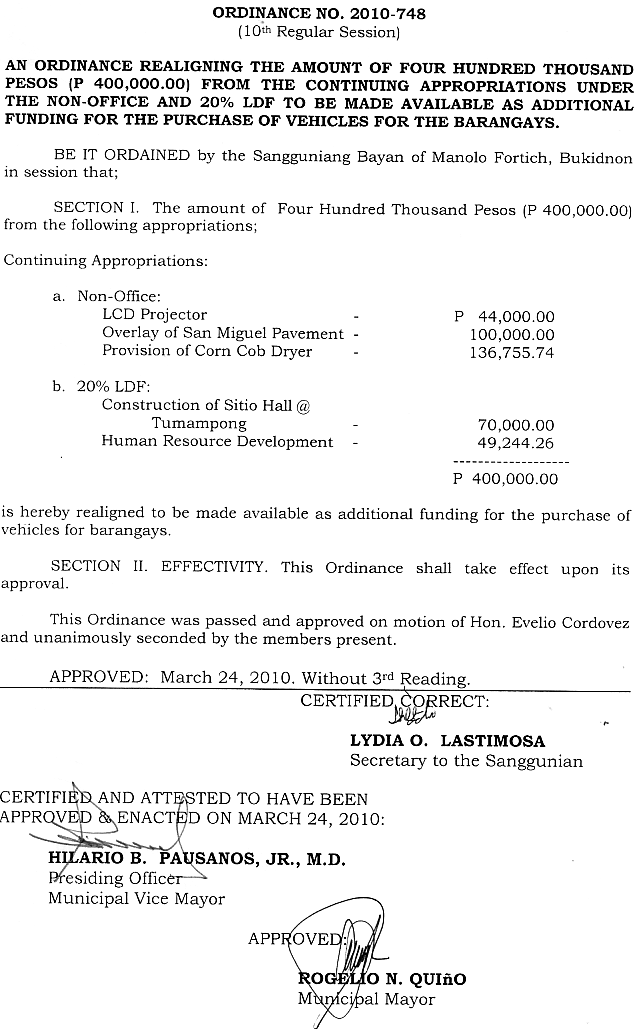 ORDINANCE NO. 2010-748
(10th Regular Session)
AN ORDINANCE REALIGNING THE AMOUNT OF FOUR HUNDRED THOUSAND
PESOS (P 400,000.00) FROM THE CONTINUING APPROPRIATIONS UNDER
THE NON-OFFICE AND 20% LDF TO BE MADE AVAILABLE AS ADDITIONAL
FUNDING FOR THE PURCHASE OF VEHICLES FOR THE BARANGAYS.
BE IT ORDAINED by the Sangguniang Bayan of Manolo Fortich, Bukidnon
in session that;
SECTION I. The amount of Four Hundred Thousand Pesos (P 400,000.00)
from the following appropriations;
Continuing Appropriations:
a. Non-Office:
LCD Projector - P 44,000.00
Overlay of San Miguel Pavement - 100,000.00
Provision of Corn Cob Dryer - 136,755.74
b. 20% LDF:
Construction of Sitio Hall @
Tumampong - 70,000.00
Human Resource Development - 49,244.26
------------------
P 400,000.00
is hereby realigned to be made available as additional funding for the purchase of
vehicles for barangays.
SECTION II. EFFECTIVITY. This Ordinance shall take effect upon its
approval.
This Ordinance was passed and approved on motion of Hon. Evelio Cordovez
and unanimously seconded by the members present.
APPROVED: March 24, 2010. Without 3rd Reading.
CERTIFIED CORRECT:
LYDIA O. LASTIMOSA
Secretary to the Sanggunian
CERTIFIED AND ATTESTED TO HAVE BEEN
APPROVED & ENACTED ON MARCH 24, 2010:
HILARIO B. PAUSANOS, JR., M.D.
Presiding Officer
Municipal Vice Mayor
APPROVED:
ROGELIO N. QUIñO
Municipal Mayor